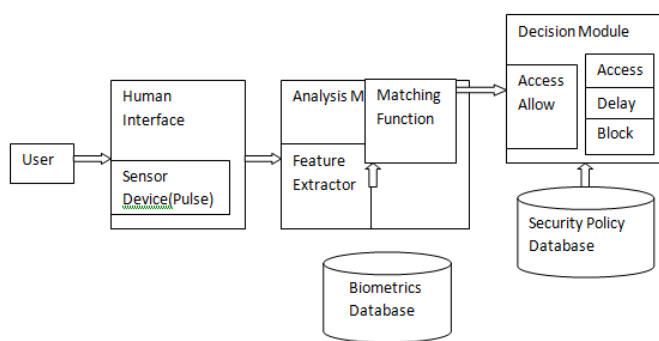 User
Human
Interface
Sensor
Device(Pulse)
Analysis M
Feature
Extractor
Matching
Function
Biometrics
Database
Decision Module
Access
Allow
Access
Delay
Block
Security Policy
Database